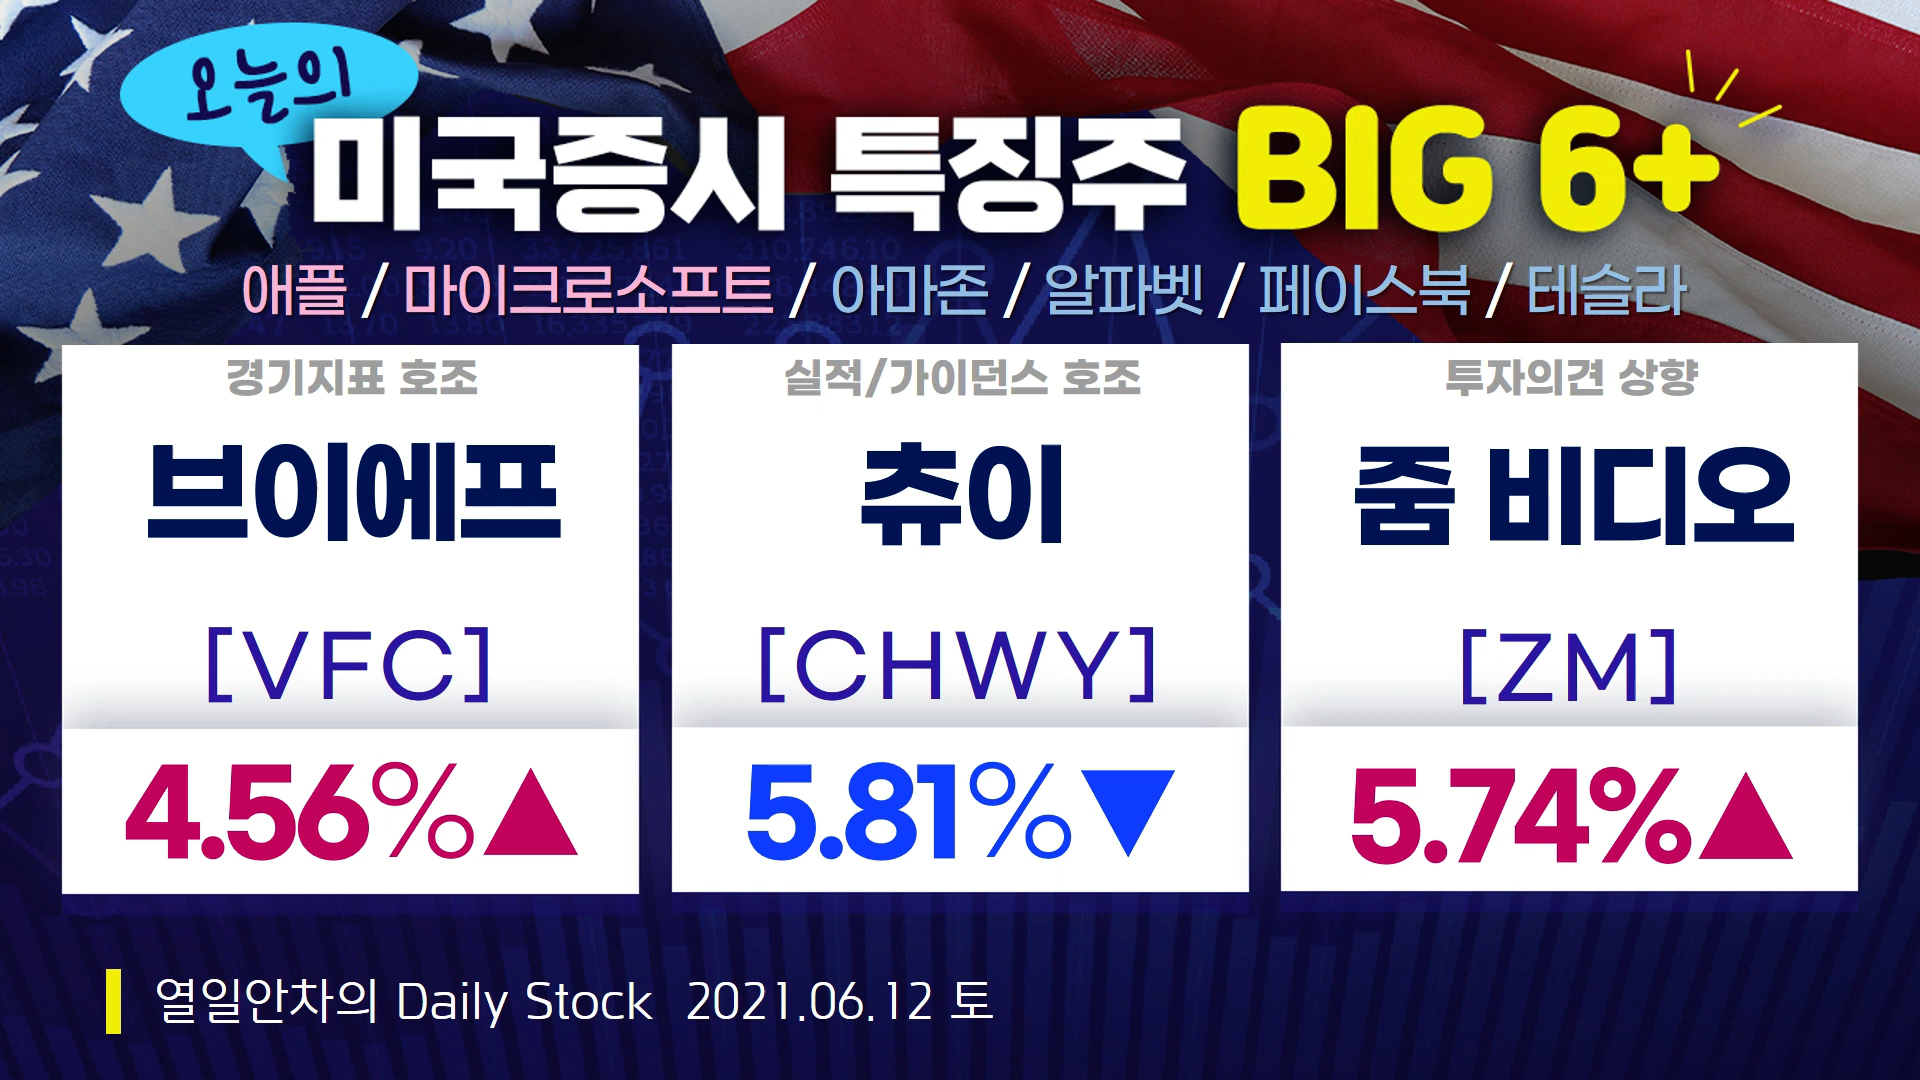 오늘의
미국증시 특징주 BIG 6+
애플 / 마이크로소프트 / 아마존 / 알파벳 / 페이스북 / 테슬라
경기지표 호조
브이에프
[VFC]
4.56%▲
실적/가이던스 호조
츄이
[CHWY]
5.81%▼
투자의견 상향
줌 비디오
[ZM]
5.74%▲
열일안차의 Daily Stock 2021.06.12 토